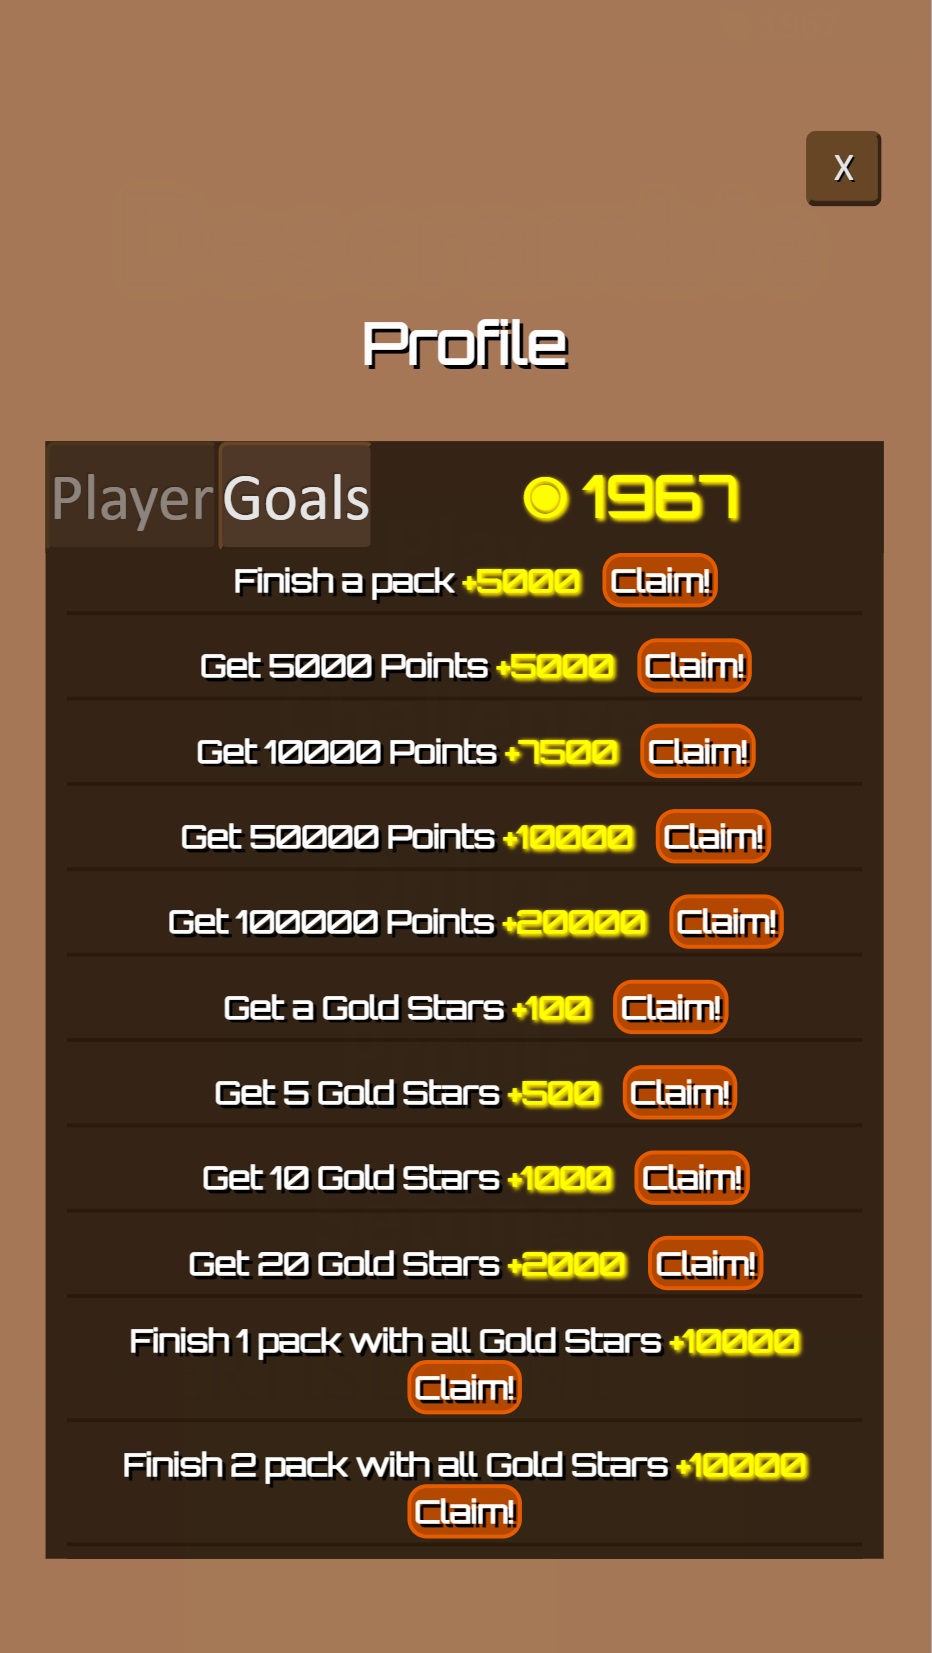 X
Profile
Player Goals 1967
Finish a pack +5000 Claim!
Get 5000 Points +5000 Claim!
Get 10000 Points +7500 Claim!
Get 50000 Points +10000 Claim!
Get 100000 Points +20000 Claim!
Get a Gold Stars +100 Claim!
Get 5 Gold Stars +500 Claim!
Get 10 Gold Stars +1000 Claim!
Get 20 Gold Stars +2000 Claim!
Finish 1 pack with all Gold Stars +10000
Claim!
Finish 2 pack with all Gold Stars +10000
Claim!